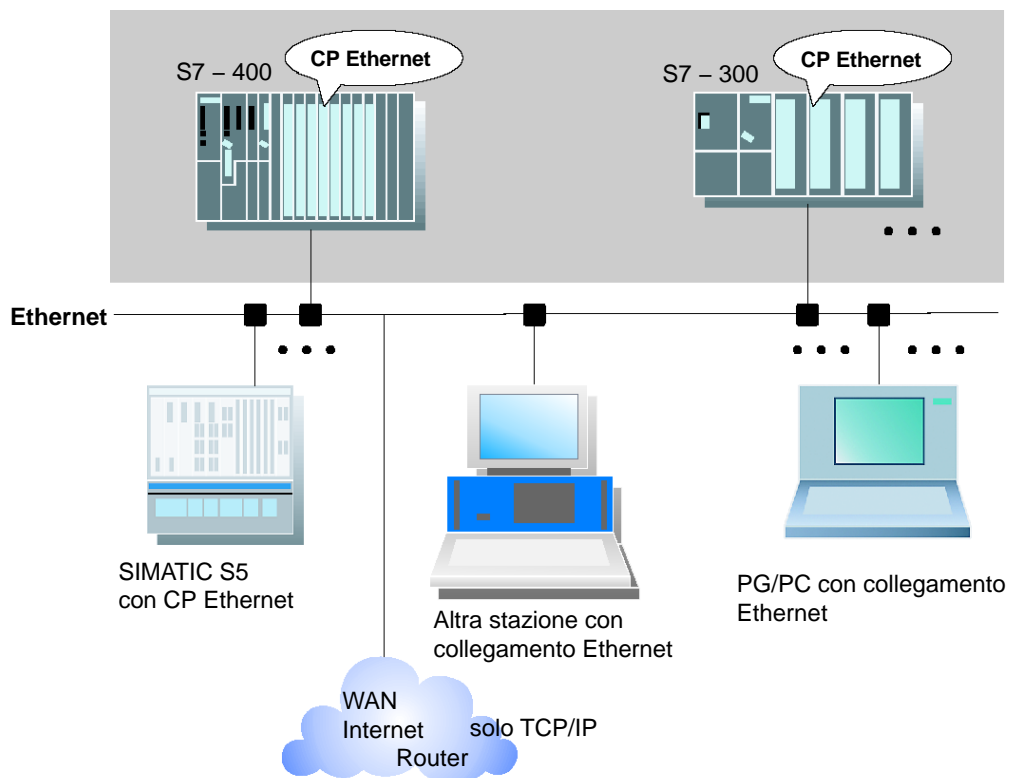 CP Ethernet
CP Ethernet
S7 – 400
S7 – 300
Ethernet
SIMATIC S5
con CP Ethernet
Altra stazione con
collegamento Ethernet
PG/PC con collegamento
Ethernet
WAN
Internet
Router
solo TCP/IP